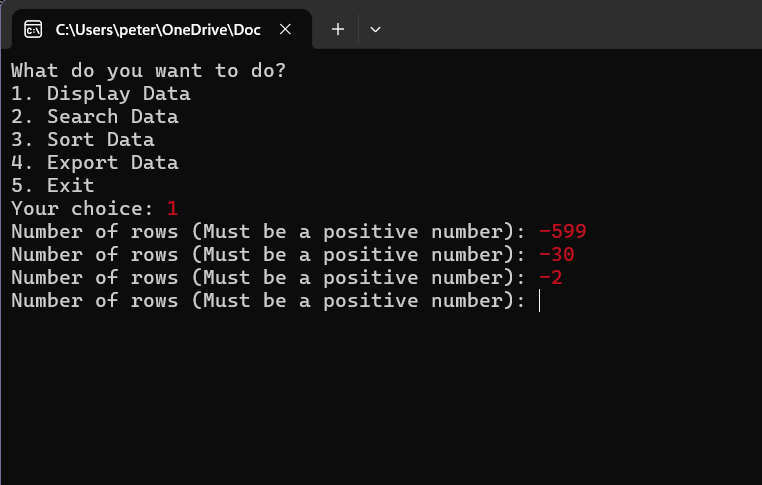 C:\Users\peter\OneDrive\Doc
What do you want to do?
1. Display Data
2. Search Data
3. Sort Data
4. Export Data
5. Exit
Your choice: 1
Number of rows (Must be a positive number): -599
Number of rows (Must be a positive number): -30
Number of rows (Must be a positive number): -2
Number of rows (Must be a positive number):